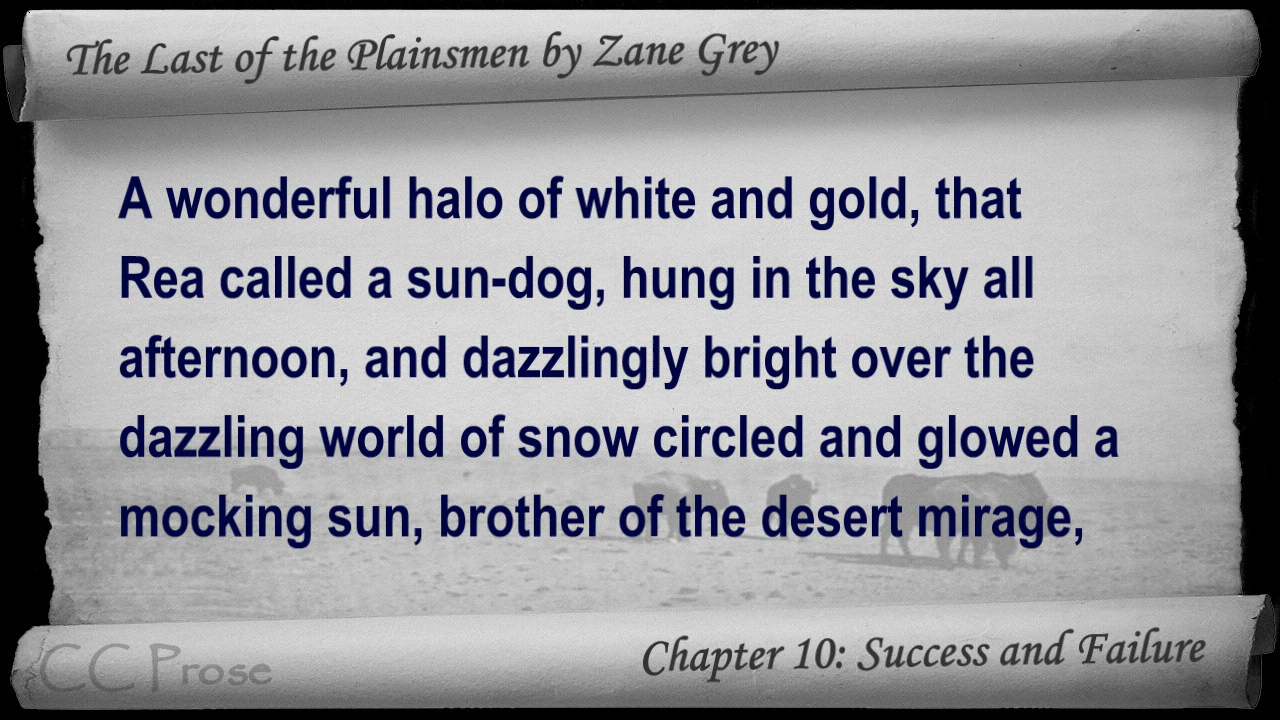 The Last of the Plainsmen by Zane Grey
A wonderful halo of white and gold, that
Rea called a sun-dog, hung in the sky all
afternoon, and dazzlingly bright over the
dazzling world of snow circled and glowed a
mocking sun, brother of the desert mirage,
CC Prose
Chapter 10: Success and Failure